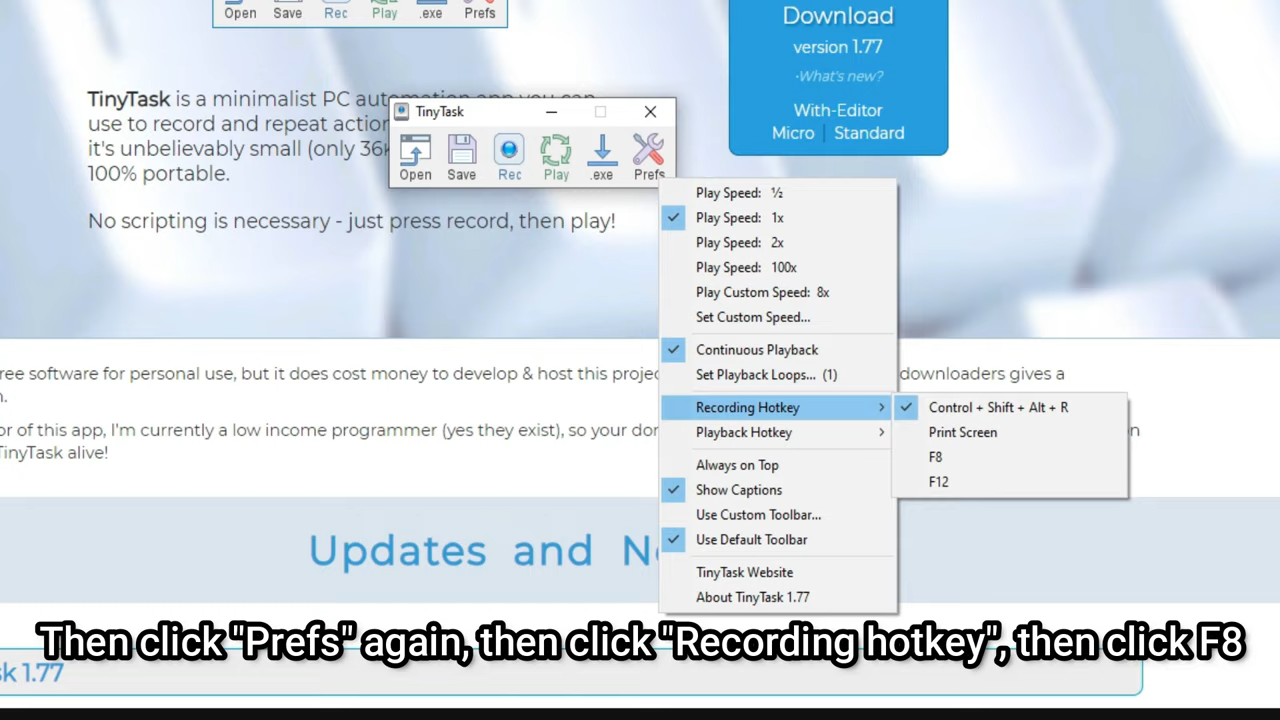 Open Save Rec Play .exe Prefs
Download
version 1.77
·What's new?
With-Editor
Micro | Standard
TinyTask is a minimalist PC automation app you can
use to record and repeat action
it's unbelievably small (only 36k
100% portable.
No scripting is necessary - just press record, then play!
TinyTask
Open Save Rec Play .exe Prefs
Play Speed: ½
Play Speed: 1x
Play Speed: 2x
Play Speed: 100x
Play Custom Speed: 8x
Set Custom Speed...
Continuous Playback
Set Playback Loops... (1)
Recording Hotkey
Playback Hotkey
Always on Top
Show Captions
Use Custom Toolbar...
Use Default Toolbar
TinyTask Website
About TinyTask 1.77
Control + Shift + Alt + R
Print Screen
F8
F12
ree software for personal use, but it does cost money to develop & host this projec
downloaders gives a
n.
or of this app, I'm currently a low income programmer (yes they exist), so your don
on
TinyTask alive!
Updates and Ne
Then click "Prefs" again, then click "Recording hotkey", then click F8
sk 1.77